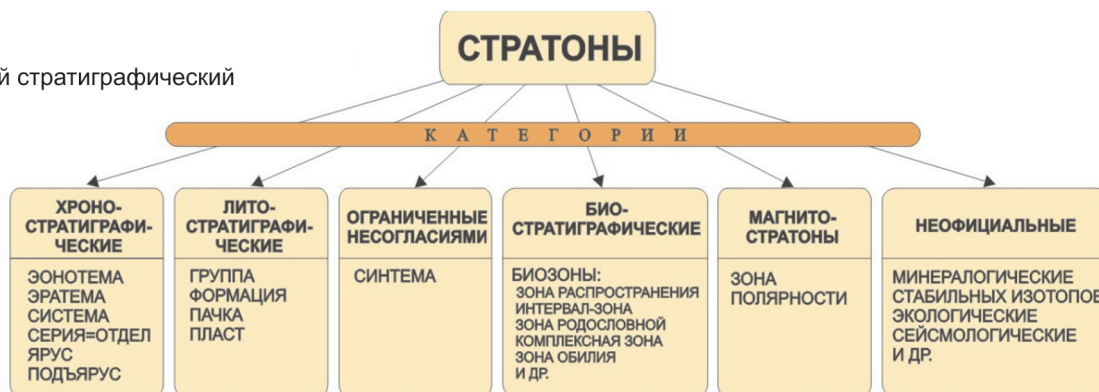 СТРАТОНЫ
й стратиграфический
КАТЕГОРИИ
ХРОНО-
СТРАТИГРАФИ-
ЧЕСКИЕ
ЭОНОТЕМА
ЭРАТЕМА
СИСТЕМА
СЕРИЯ=ОТДЕЛ
ЯРУС
ПОДЪЯРУС
ЛИТО-
СТРАТИГРАФИ-
ЧЕСКИЕ
ГРУППА
ФОРМАЦИЯ
ПАЧКА
ПЛАСТ
ОГРАНИЧЕННЫЕ
НЕСОГЛАСИЯМИ
СИНТЕМА
БИО-
СТРАТИГРАФИЧЕСКИЕ
БИОЗОНЫ:
ЗОНА РАСПРОСТРАНЕНИЯ
ИНТЕРВАЛ-ЗОНА
ЗОНА РОДОСЛОВНОЙ
КОМПЛЕКСНАЯ ЗОНА
ЗОНА ОБИЛИЯ
И ДР.
МАГНИТО-
СТРАТОНЫ
ЗОНА
ПОЛЯРНОСТИ
НЕОФИЦИАЛЬНЫЕ
МИНЕРАЛОГИЧЕСКИЕ
СТАБИЛЬНЫХ ИЗОТОПОВ
ЭКОЛОГИЧЕСКИЕ
СЕЙСМОЛОГИЧЕСКИЕ
И ДР.